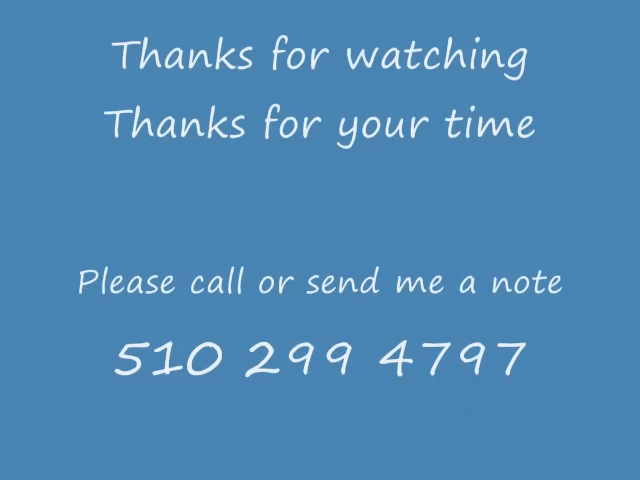 Thanks for watching
Thanks for your time
Please call or send me a note
510 299 4797